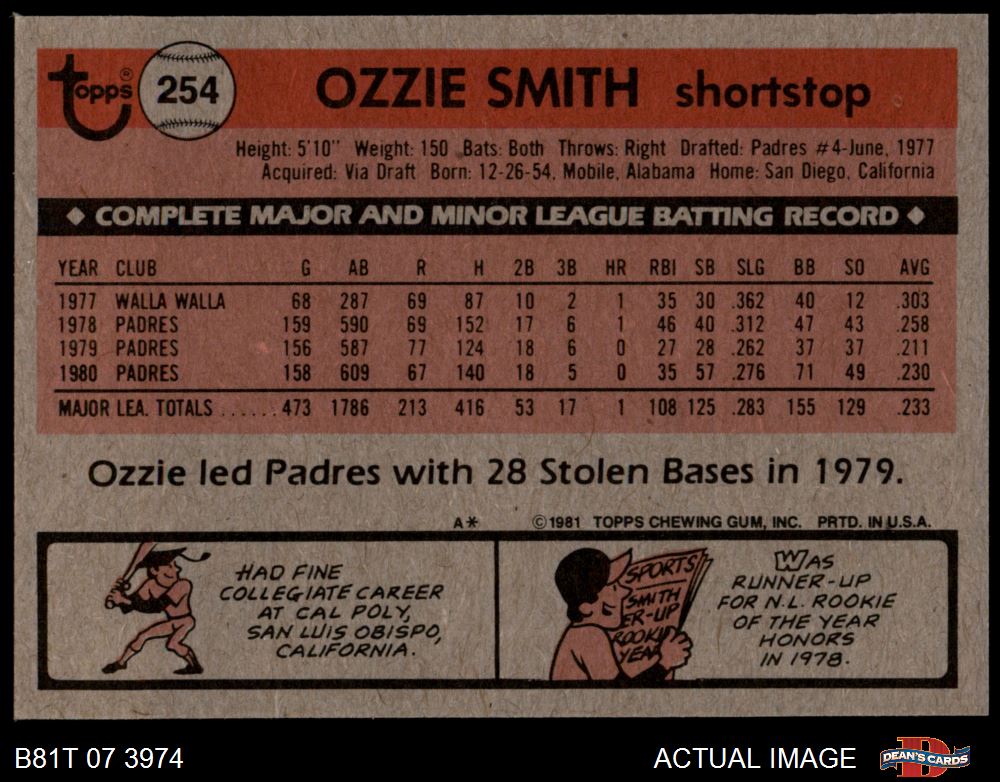 topps® 254 OZZIE SMITH shortstop
Height: 5'10" Weight: 150 Bats: Both Throws: Right Drafted: Padres #4-June, 1977
Acquired: Via Draft Born: 12-26-54, Mobile, Alabama Home: San Diego, California
◆ COMPLETE MAJOR AND MINOR LEAGUE BATTING RECORD ◆
YEAR CLUB G AB R H 2B 3B HR RBI SB SLG BB SO AVG
1977 WALLA WALLA 68 287 69 87 10 2 1 35 30 .362 40 12 .303
1978 PADRES 159 590 69 152 17 6 1 46 40 .312 47 43 .258
1979 PADRES 156 587 77 124 18 6 0 27 28 .262 37 37 .211
1980 PADRES 158 609 67 140 18 5 0 35 57 .276 71 49 .230
MAJOR LEA. TOTALS ...... 473 1786 213 416 53 17 1 108 125 .283 155 129 .233
Ozzie led Padres with 28 Stolen Bases in 1979.
A* ©1981 TOPPS CHEWING GUM, INC. PRTD. IN U.S.A.
HAD FINE
COLLEGIATE CAREER
AT CAL POLY,
SAN LUIS OBISPO,
CALIFORNIA.
SPORTS
SMITH
ER-UP
ROOKI
YEA
WAS
RUNNER-UP
FOR N.L. ROOKIE
OF THE YEAR
HONORS
IN 1978.
B81T 07 3974 ACTUAL IMAGE DEAN'S CARDS